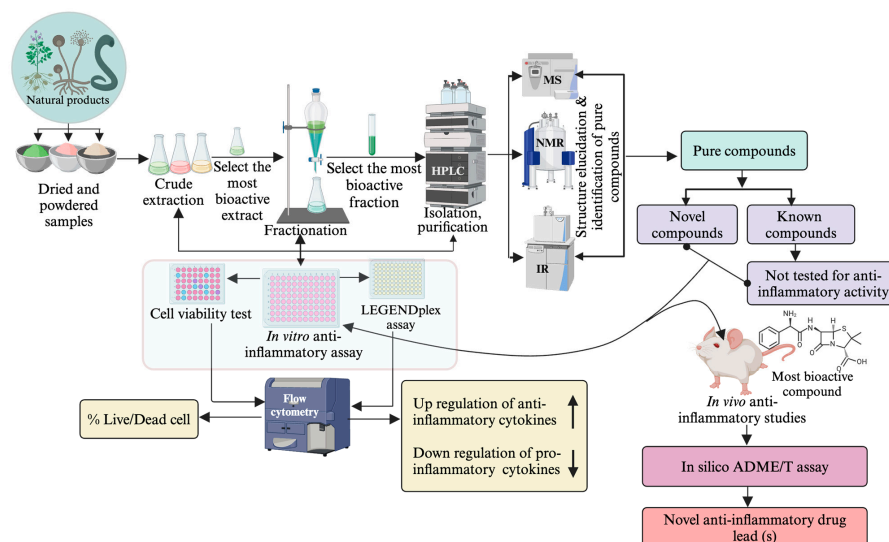 Natural products
Dried and
powdered
samples
Crude
extraction
Select the
most
bioactive
extract
Fractionation
Select the most
bioactive
fraction
HPLC
Isolation,
purification
MS
NMR
IR
Structure elucidation &
identification of pure
compounds
Pure compounds
Novel
compounds
Known
compounds
Not tested for anti-
inflammatory activity
Cell viability test
In vitro anti-
inflammatory assay
LEGENDplex
assay
Flow
cytometry
% Live/Dead cell
Up regulation of anti-
inflammatory cytokines
Down regulation of pro-
inflammatory cytokines
NH2
H
N
H
S
O
O
N
O
OH
Most bioactive
compound
In vivo anti-
inflammatory
studies
In silico ADME/T assay
Novel anti-inflammatory drug
lead (s)